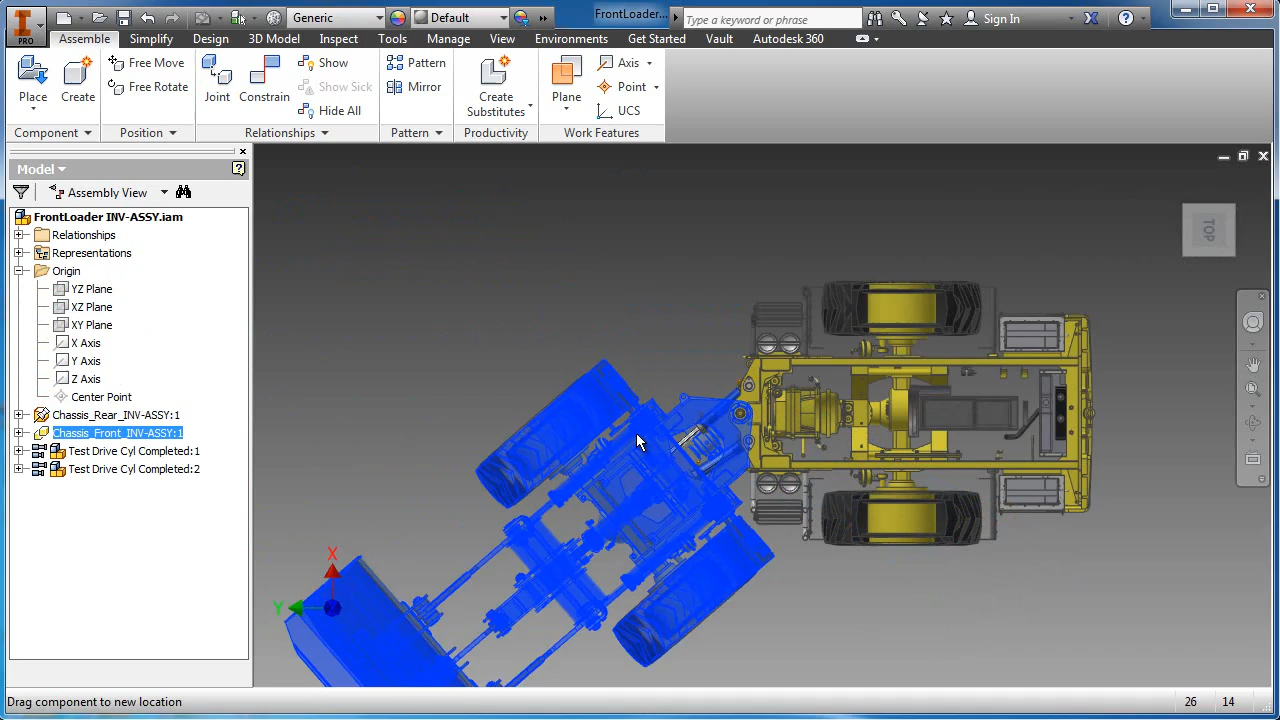 PRO
Generic
Default
FrontLoader...
Type a keyword or phrase
Sign In
Assemble
Simplify
Design
3D Model
Inspect
Tools
Manage
View
Environments
Get Started
Vault
Autodesk 360
Place
Create
Free Move
Free Rotate
Joint
Constrain
Show
Show Sick
Hide All
Pattern
Mirror
Create
Substitutes
Plane
Axis
Point
UCS
Component
Position
Relationships
Pattern
Productivity
Work Features
Model
Assembly View
FrontLoader INV-ASSY.iam
Relationships
Representations
Origin
YZ Plane
XZ Plane
XY Plane
X Axis
Y Axis
Z Axis
Center Point
Chassis_Rear_INV-ASSY:1
Chassis_Front_INV-ASSY:1
Test Drive Cyl Completed:1
Test Drive Cyl Completed:2
TOP
X
Y
Drag component to new location
26
14